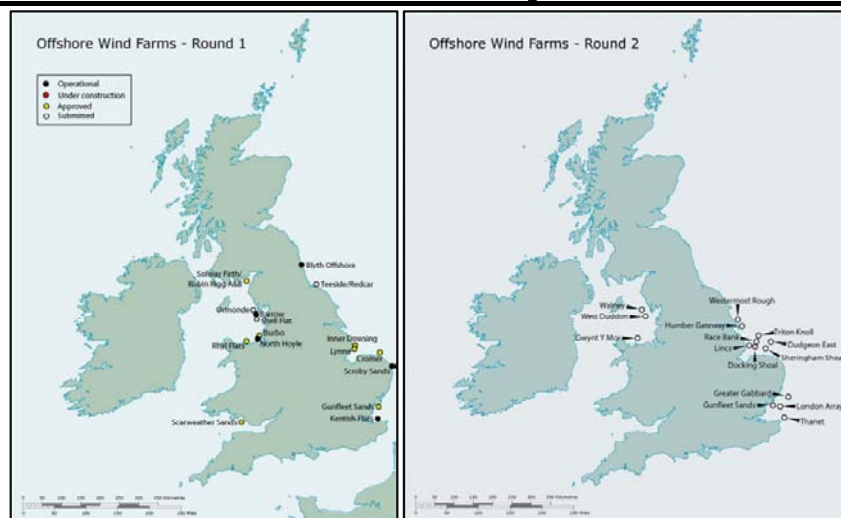 Offshore Wind Farms - Round 1
Operational
Under construction
Approved
Submitted
Blyth Offshore
Solway Firth/
Robin Rigg A&B
Teeside/Redcar
Ormonde
Barrow
Shell Flat
Burbo
Rhyl Flats
North Hoyle
Inner Dowsing
Lynn
Cromer
Scroby Sands
Gunfleet Sands
Kentish Flats
Scarweather Sands
Offshore Wind Farms - Round 2
Walney
West Duddon
Gwynt Y Mor
Westermost Rough
Humber Gateway
Triton Knoll
Race Bank
Dudgeon East
Lincs
Sheringham Shoal
Docking Shoal
Greater Gabbard
Gunfleet Sands
London Array
Thanet